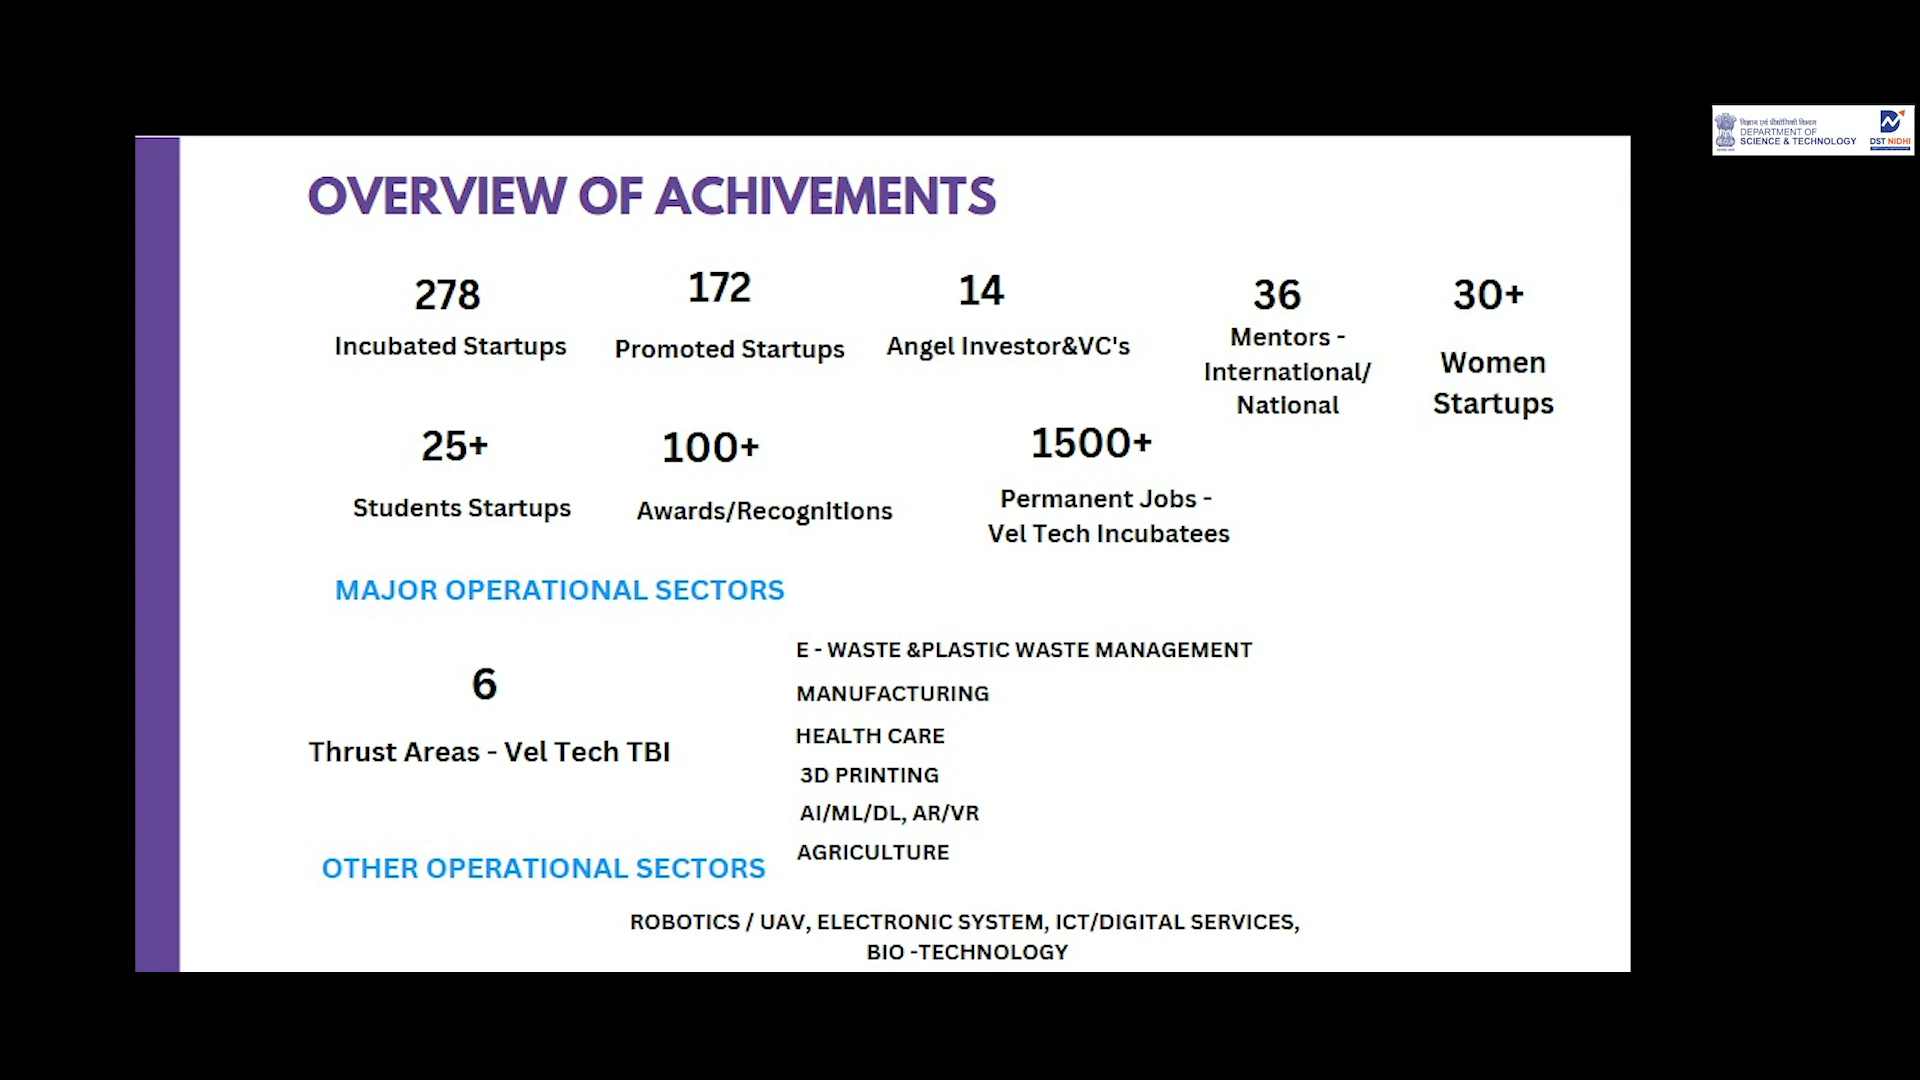 विज्ञान एवं प्रौद्योगिकी विभाग
DEPARTMENT OF
SCIENCE & TECHNOLOGY
DST NIDHI
OVERVIEW OF ACHIVEMENTS
278
Incubated Startups
172
Promoted Startups
14
Angel Investor&VC's
36
Mentors -
International/
National
30+
Women
Startups
25+
Students Startups
100+
Awards/Recognitions
1500+
Permanent Jobs -
Vel Tech Incubatees
MAJOR OPERATIONAL SECTORS
6
Thrust Areas - Vel Tech TBI
E - WASTE &PLASTIC WASTE MANAGEMENT
MANUFACTURING
HEALTH CARE
3D PRINTING
AI/ML/DL, AR/VR
AGRICULTURE
OTHER OPERATIONAL SECTORS
ROBOTICS / UAV, ELECTRONIC SYSTEM, ICT/DIGITAL SERVICES,
BIO -TECHNOLOGY